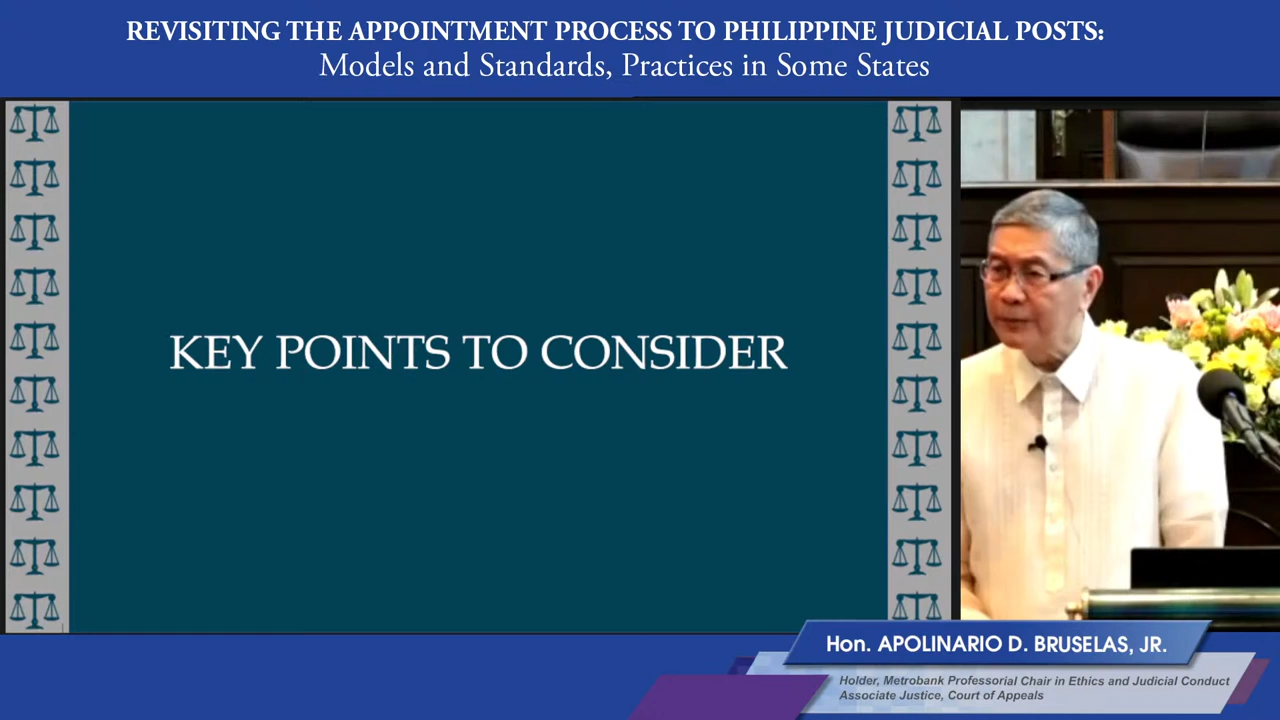 REVISITING THE APPOINTMENT PROCESS TO PHILIPPINE JUDICIAL POSTS:
Models and Standards, Practices in Some States
KEY POINTS TO CONSIDER
Hon. APOLINARIO D. BRUSELAS, JR.
Holder, Metrobank Professorial Chair in Ethics and Judicial Conduct
Associate Justice, Court of Appeals